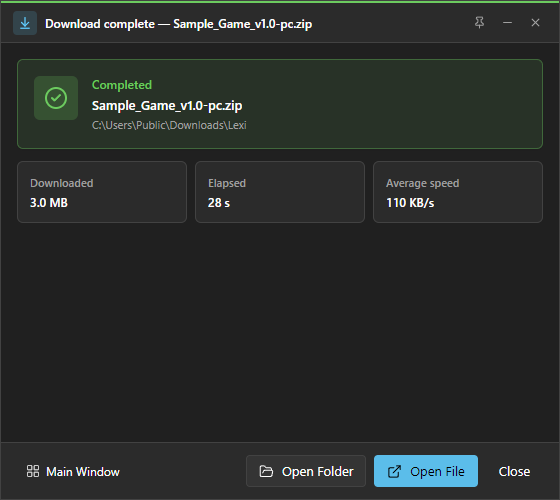 Download complete — Sample_Game_v1.0-pc.zip
Completed
Sample_Game_v1.0-pc.zip
C:\Users\Public\Downloads\Lexi
Downloaded
3.0 MB
Elapsed
28 s
Average speed
110 KB/s
Main Window
Open Folder
Open File
Close